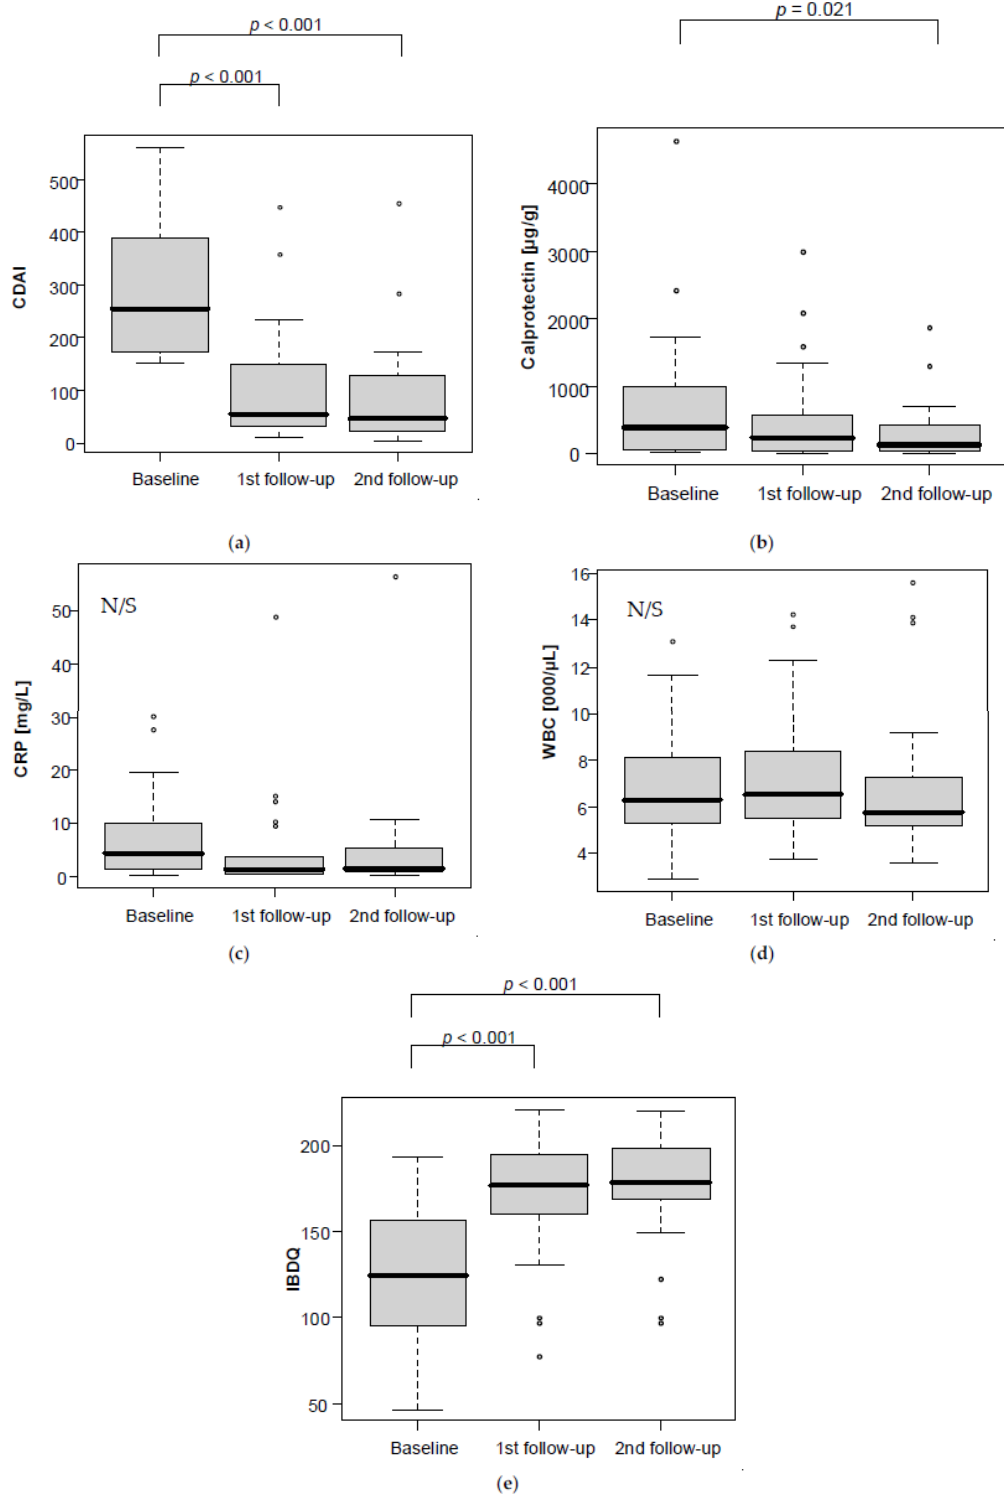 p < 0.001
p < 0.001
CDAI
500
400
300
200
100
0
Baseline 1st follow-up 2nd follow-up
(a)
p = 0.021
Calprotectin [µg/g]
4000
3000
2000
1000
0
Baseline 1st follow-up 2nd follow-up
(b)
N/S
CRP [mg/L]
50
40
30
20
10
0
Baseline 1st follow-up 2nd follow-up
(c)
N/S
WBC [000/µL]
16
14
12
10
8
6
4
Baseline 1st follow-up 2nd follow-up
(d)
p < 0.001
p < 0.001
IBDQ
200
150
100
50
Baseline 1st follow-up 2nd follow-up
(e)